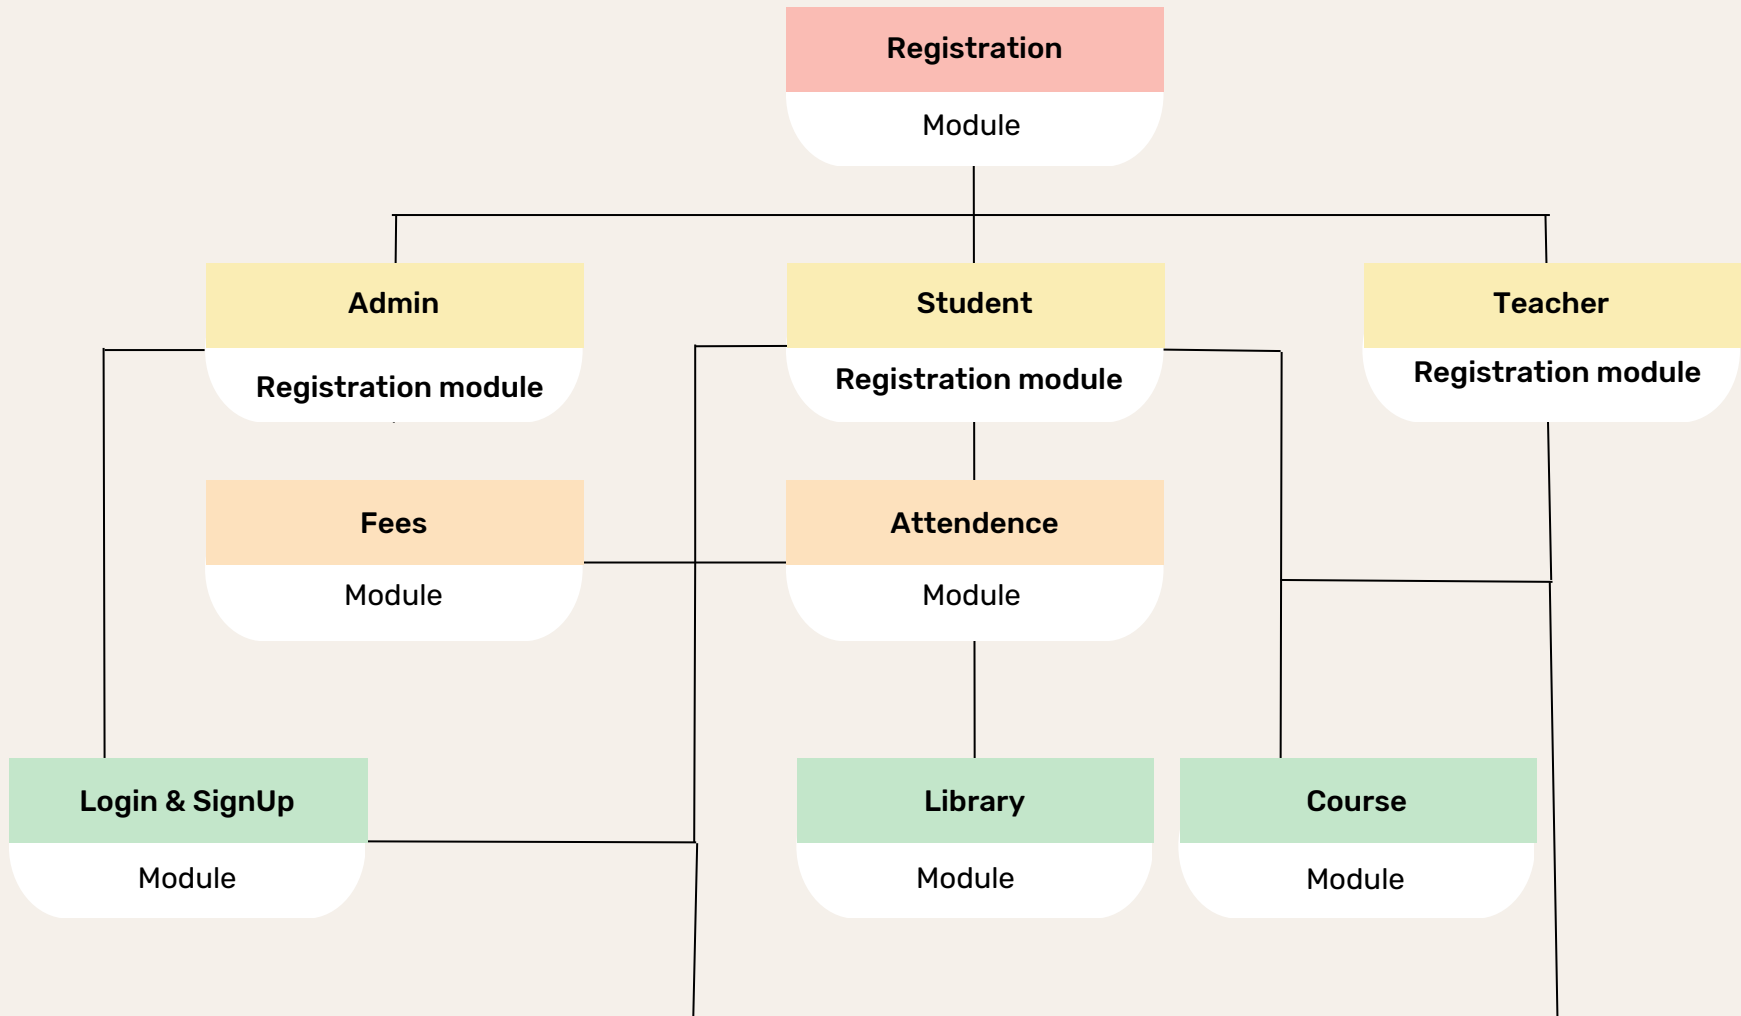 Registration
Module
Admin
Registration module
Student
Registration module
Teacher
Registration module
Fees
Module
Attendence
Module
Login & SignUp
Module
Library
Module
Course
Module